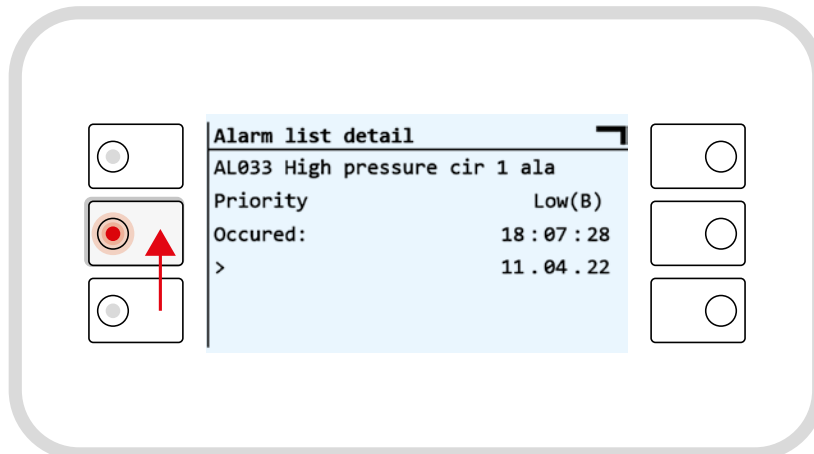 Alarm list detail
AL033 High pressure cir 1 ala
Priority Low(B)
Occured: 18:07:28
> 11.04.22